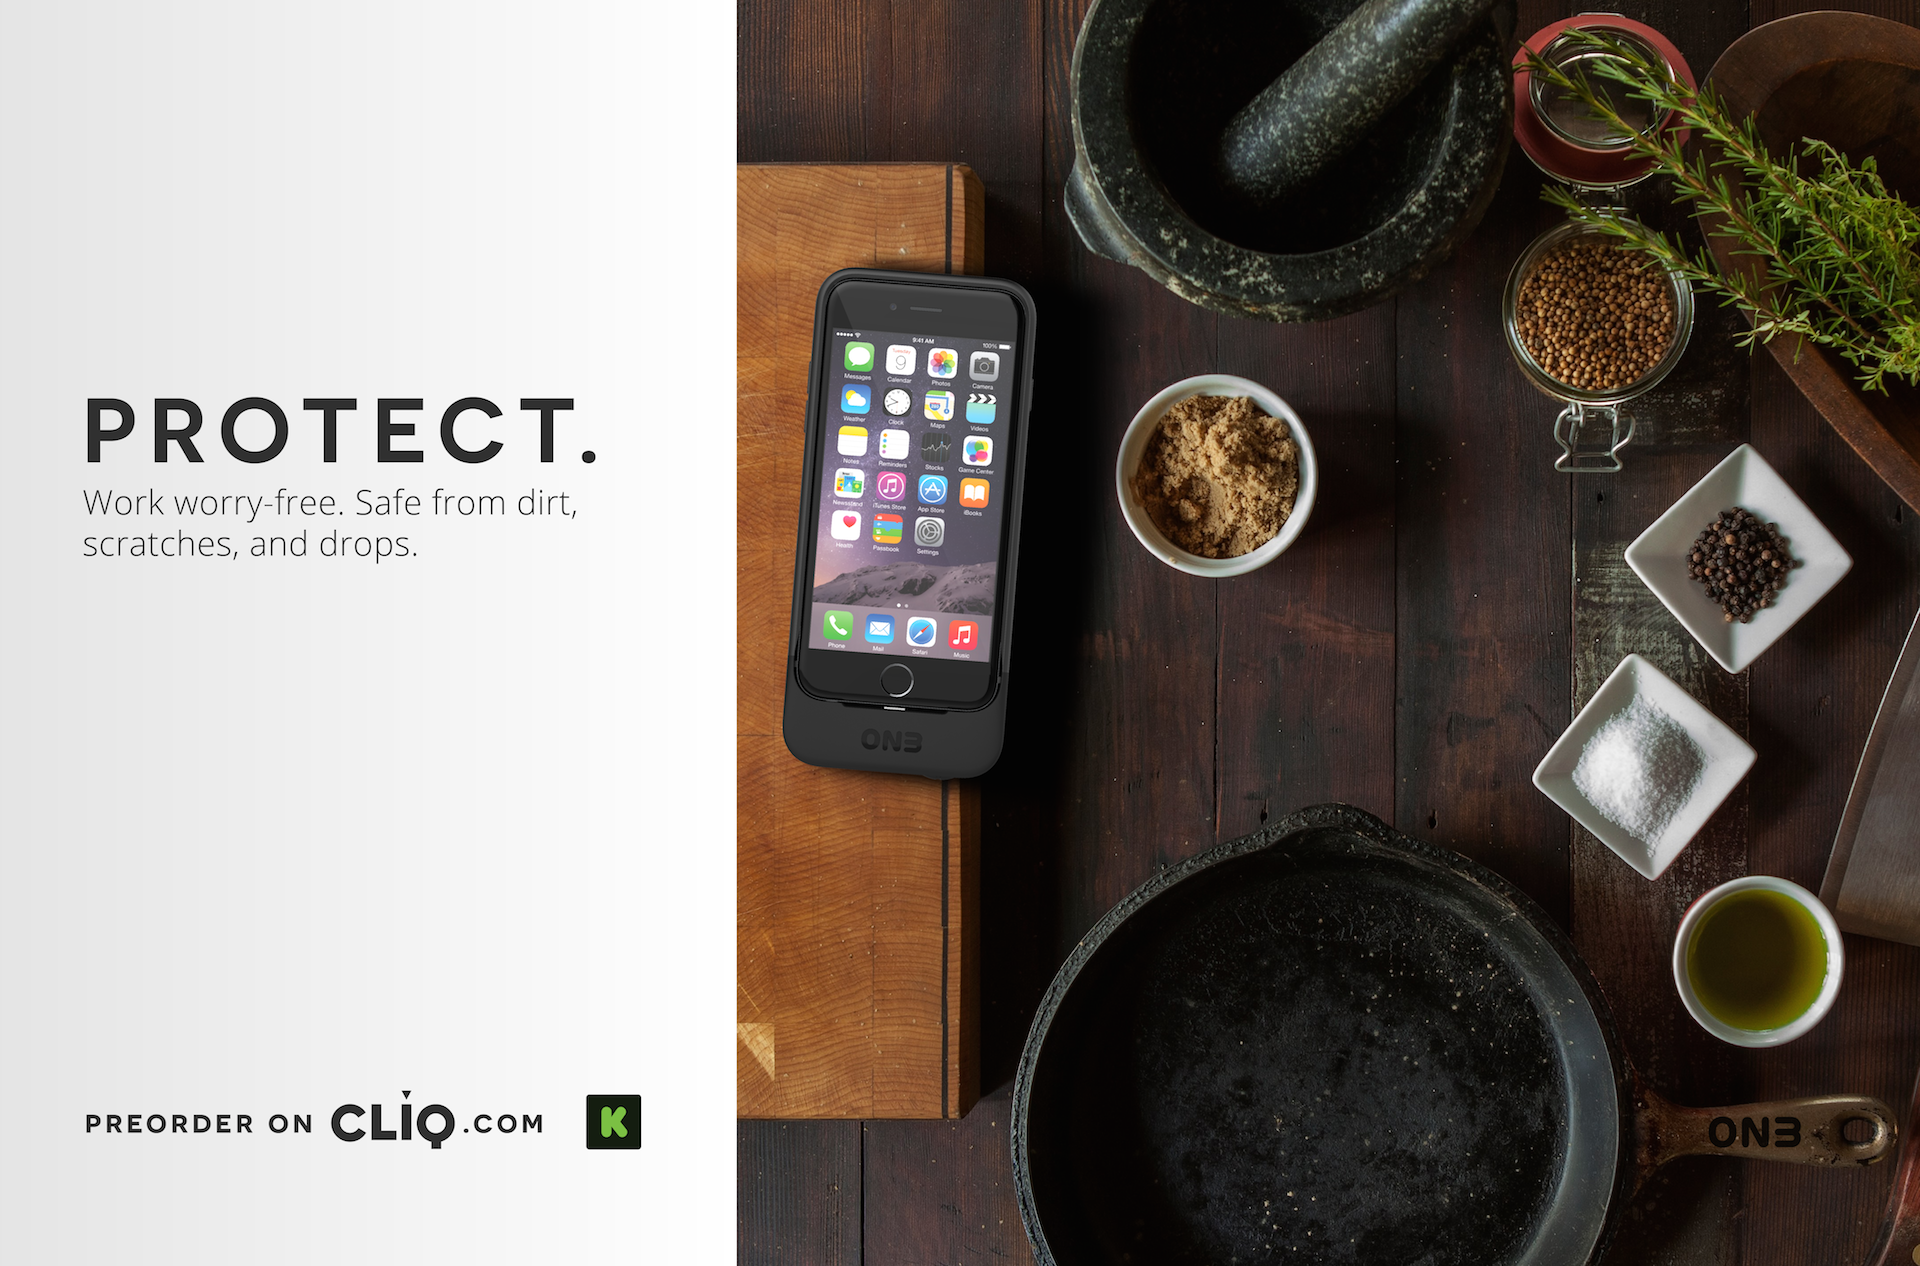 PROTECT.
Work worry-free. Safe from dirt,
scratches, and drops.
PREORDER ON CLiQ.COM
K
9:41 AM
100%
Messages
Calendar
Photos
Camera
9
Weather
Clock
Maps
Videos
Notes
Reminders
Stocks
Game Center
Newsstand
iTunes Store
App Store
iBooks
Health
Passbook
Settings
Phone
Mail
Safari
Music
ONB
ONB